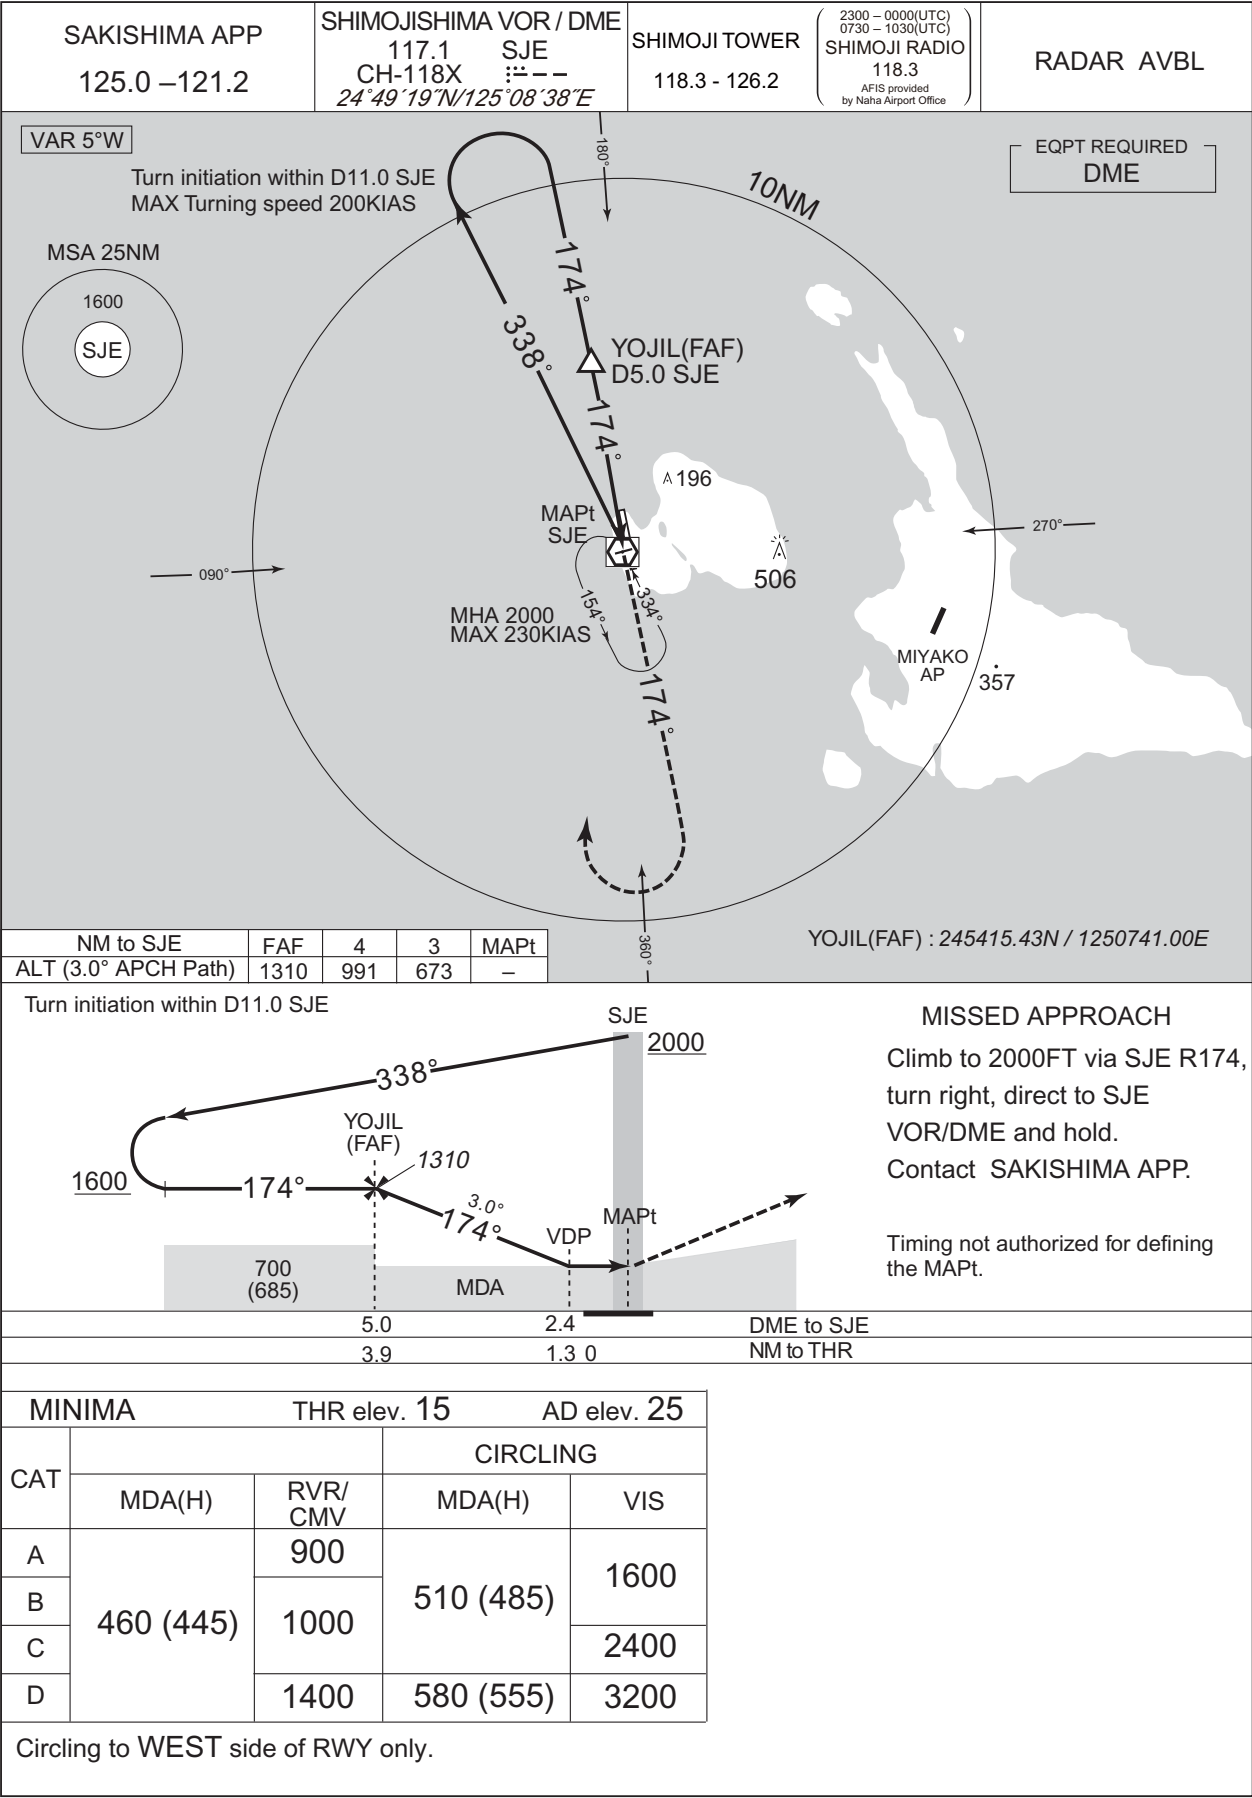 SAKISHIMA APP
125.0 –121.2
SHIMOJISHIMA VOR / DME
117.1 SJE
CH-118X
24°49´19˝N/125°08´38˝E
SHIMOJI TOWER
118.3 - 126.2
2300 – 0000(UTC)
0730 – 1030(UTC)
SHIMOJI RADIO
118.3
AFIS provided
by Naha Airport Office
RADAR AVBL
VAR 5°W
Turn initiation within D11.0 SJE
MAX Turning speed 200KIAS
180°
10NM
EQPT REQUIRED
DME
MSA 25NM
1600
SJE
174°
338°
YOJIL(FAF)
D5.0 SJE
174°
196
MAPt
SJE
270°
090°
506
154°
334°
MHA 2000
MAX 230KIAS
MIYAKO
AP
357
174°
360°
YOJIL(FAF) : 245415.43N / 1250741.00E
NM to SJE FAF 4 3 MAPt
ALT (3.0° APCH Path) 1310 991 673 –
Turn initiation within D11.0 SJE
SJE
2000
338°
YOJIL
(FAF)
1310
1600
174°
3.0°
174°
VDP
MAPt
700
(685)
MDA
5.0 2.4 DME to SJE
3.9 1.3 0 NM to THR
MISSED APPROACH
Climb to 2000FT via SJE R174,
turn right, direct to SJE
VOR/DME and hold.
Contact SAKISHIMA APP.
Timing not authorized for defining
the MAPt.
MINIMA THR elev. 15 AD elev. 25
CAT
CIRCLING
MDA(H)
RVR/
CMV
MDA(H)
VIS
A
900
B
460 (445)
1000
510 (485)
1600
C
2400
D
1400
580 (555)
3200
Circling to WEST side of RWY only.